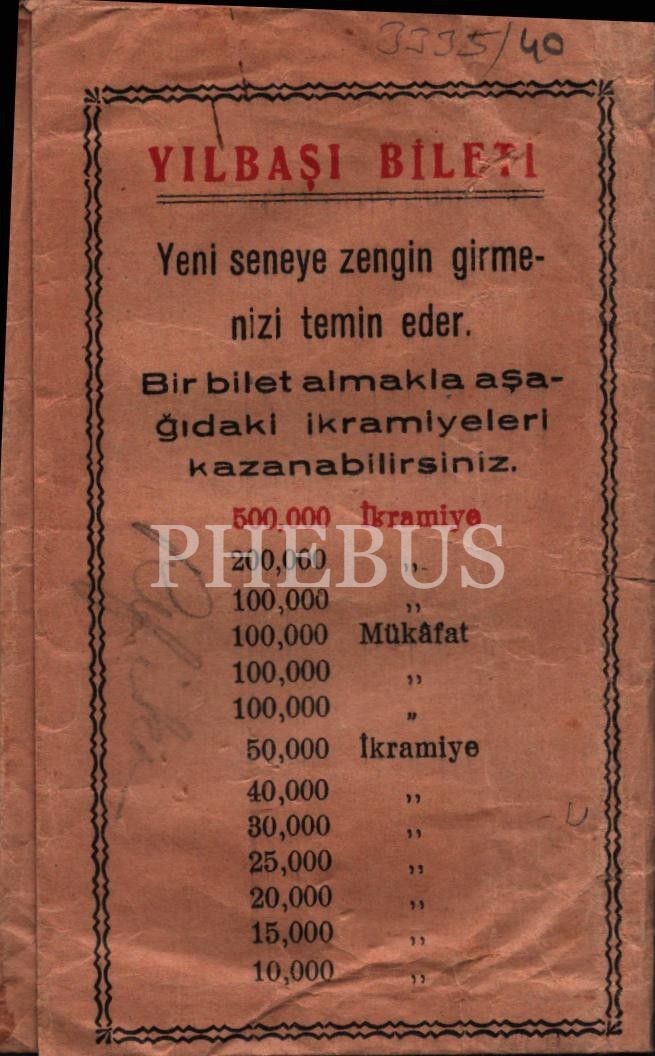 3335/40
YILBAŞI BİLETİ
Yeni seneye zengin girme-
nizi temin eder.
Bir bilet almakla aşa-
ğıdaki ikramiyeleri
kazanabilirsiniz.
500,000 İkramiye
PHEBUS
200,000 ,,
100,000 ,,
100,000 Mükâfat
100,000 ,,
100,000 „
50,000 İkramiye
40,000 ,,
30,000 ,,
25,000 ,,
20,000 ,,
15,000 ,,
10,000 ,,